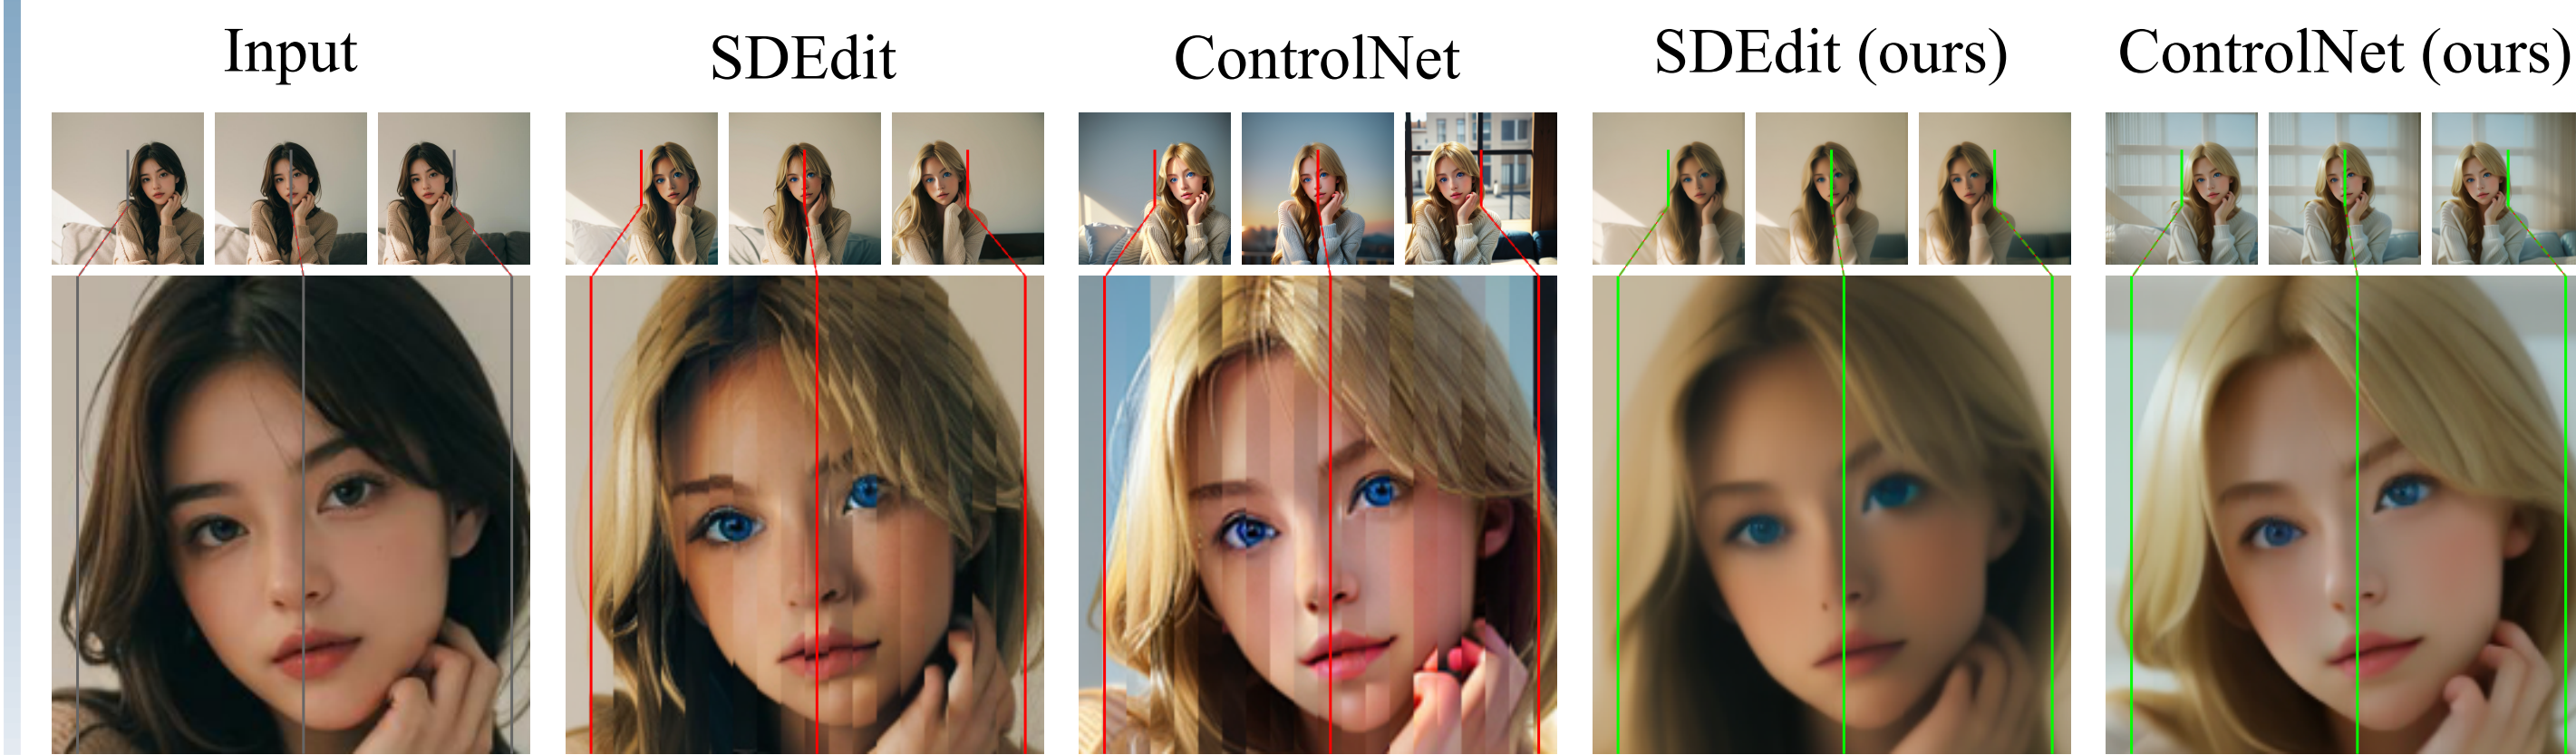 Input
SDEdit
ControlNet
SDEdit (ours)
ControlNet (ours)